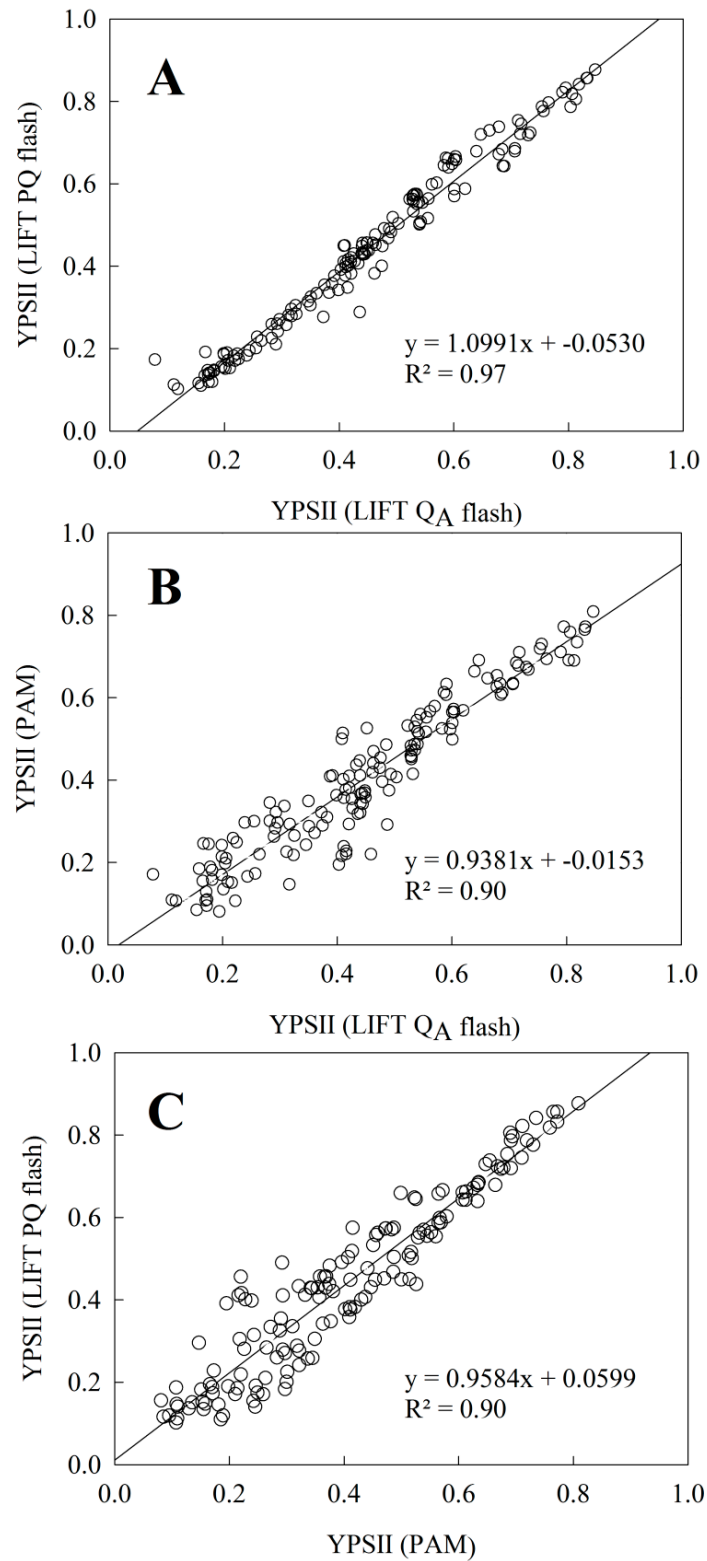 1.0
A
0.8
YPSII (LIFT PQ flash)
0.6
0.4
y = 1.0991x + -0.0530
0.2
R² = 0.97
0.0
0.0 0.2 0.4 0.6 0.8 1.0
YPSII (LIFT QA flash)
1.0
B
0.8
YPSII (PAM)
0.6
0.4
y = 0.9381x + -0.0153
0.2
R² = 0.90
0.0
0.0 0.2 0.4 0.6 0.8 1.0
YPSII (LIFT QA flash)
1.0
C
0.8
YPSII (LIFT PQ flash)
0.6
0.4
y = 0.9584x + 0.0599
0.2
R² = 0.90
0.0
0.0 0.2 0.4 0.6 0.8 1.0
YPSII (PAM)